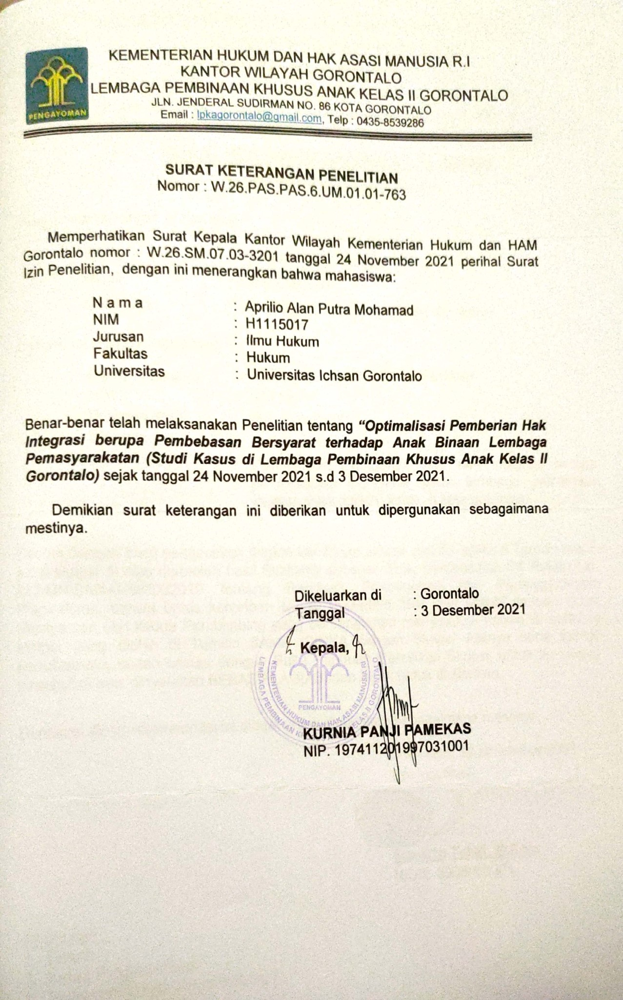 KEMENTERIAN HUKUM DAN HAK ASASI MANUSIA R.I
KANTOR WILAYAH GORONTALO
LEMBAGA PEMBINAAN KHUSUS ANAK KELAS II GORONTALO
JLN. JENDERAL SUDIRMAN NO. 86 KOTA GORONTALO
Email : lpkagorontalo@gmail.com, Telp : 0435-8539286
PENGAYOMAN
SURAT KETERANGAN PENELITIAN
Nomor : W.26.PAS.PAS.6.UM.01.01-763
Memperhatikan Surat Kepala Kantor Wilayah Kementerian Hukum dan HAM
Gorontalo nomor : W.26.SM.07.03-3201 tanggal 24 November 2021 perihal Surat
Izin Penelitian, dengan ini menerangkan bahwa mahasiswa:
N a m a : Aprilio Alan Putra Mohamad
NIM : H1115017
Jurusan : Ilmu Hukum
Fakultas : Hukum
Universitas : Universitas Ichsan Gorontalo
Benar-benar telah melaksanakan Penelitian tentang “Optimalisasi Pemberian Hak
Integrasi berupa Pembebasan Bersyarat terhadap Anak Binaan Lembaga
Pemasyarakatan (Studi Kasus di Lembaga Pembinaan Khusus Anak Kelas II
Gorontalo) sejak tanggal 24 November 2021 s.d 3 Desember 2021.
Demikian surat keterangan ini diberikan untuk dipergunakan sebagaimana
mestinya.
Dikeluarkan di : Gorontalo
Tanggal : 3 Desember 2021
Kepala,
PENGAYOMAN
KEMENTERIAN HUKUM DAN HAK ASASI MANUSIA RI
LEMBAGA PEMBINAAN KELAS II GORONTALO
KURNIA PANJI PAMEKAS
NIP. 197411201997031001